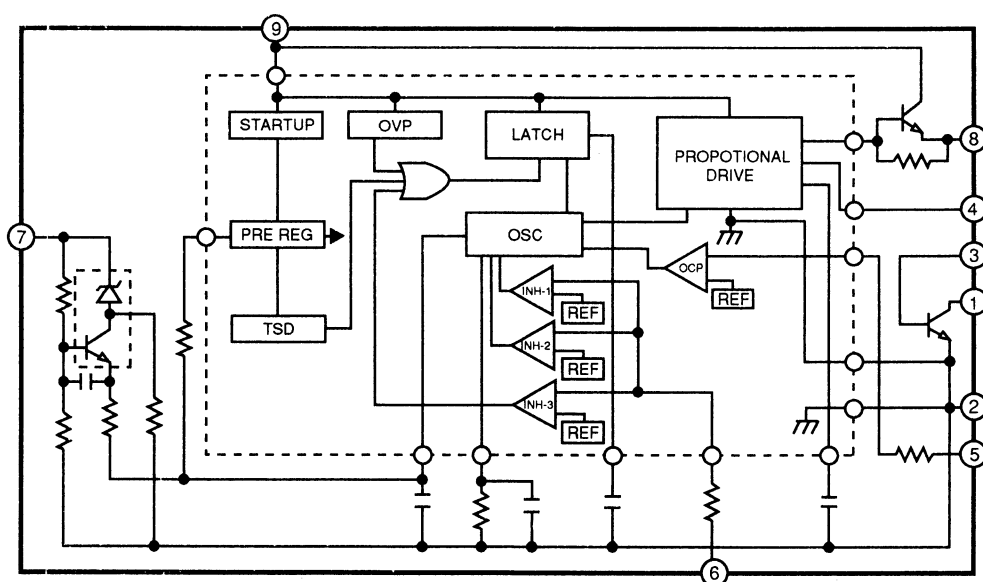 9
STARTUP
OVP
LATCH
PROPOTIONAL
DRIVE
8
4
7
PRE REG
OSC
OCP
REF
3
INH-1
REF
1
TSD
INH-2
REF
INH-3
REF
2
5
6